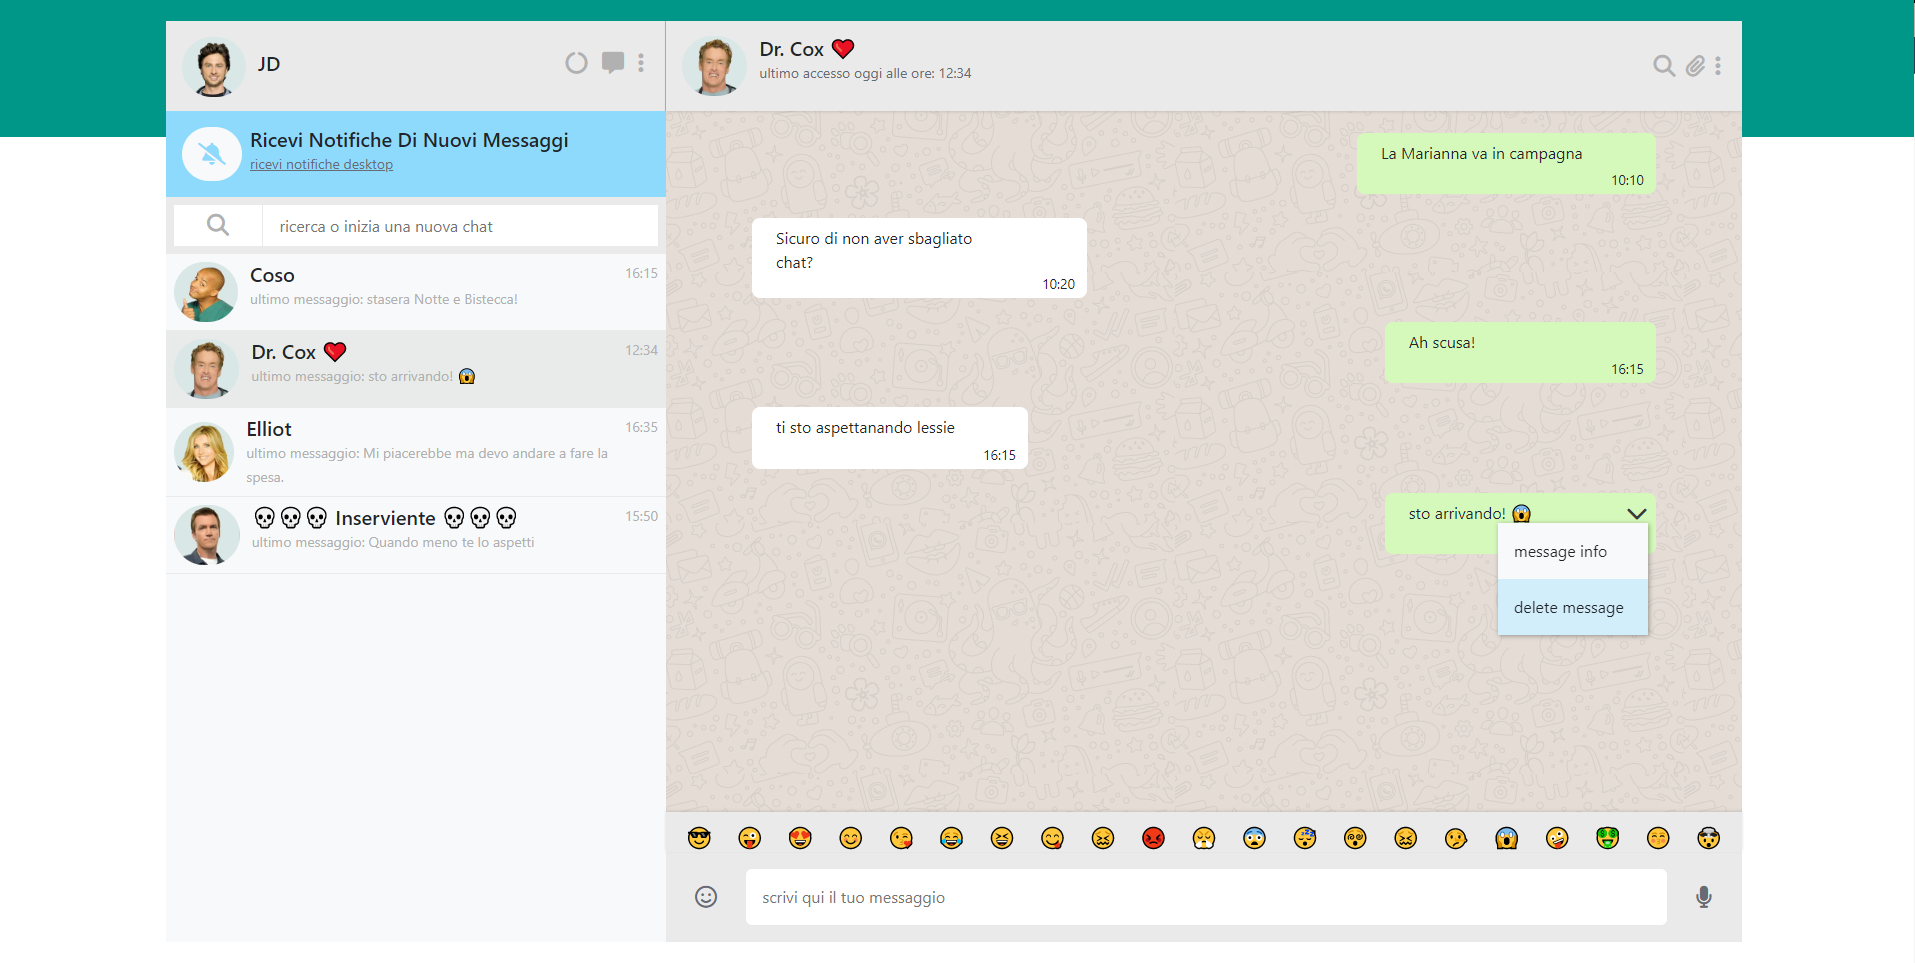 JD
Ricevi Notifiche Di Nuovi Messaggi
ricevi notifiche desktop
ricerca o inizia una nuova chat
Coso
16:15
ultimo messaggio: stasera Notte e Bistecca!
Dr. Cox ❤️
12:34
ultimo messaggio: sto arrivando! 😱
Elliot
16:35
ultimo messaggio: Mi piacerebbe ma devo andare a fare la
spesa.
💀💀💀 Inserviente 💀💀💀
15:50
ultimo messaggio: Quando meno te lo aspetti
Dr. Cox ❤️
ultimo accesso oggi alle ore: 12:34
La Marianna va in campagna
10:10
Sicuro di non aver sbagliato
chat?
10:20
Ah scusa!
16:15
ti sto aspettanando lessie
16:15
sto arrivando! 😱
message info
delete message
scrivi qui il tuo messaggio